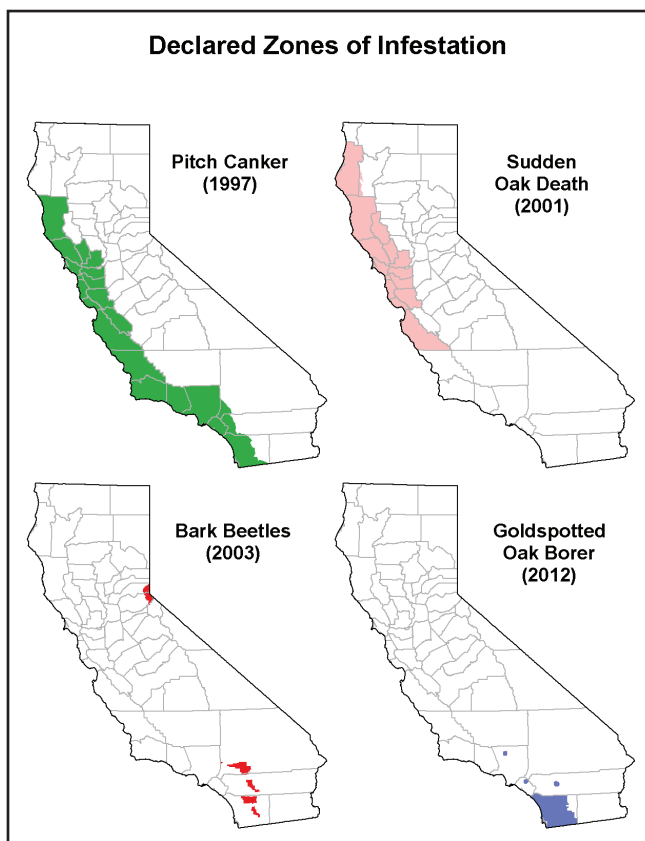 Declared Zones of Infestation
Pitch Canker
(1997)
Sudden
Oak Death
(2001)
Bark Beetles
(2003)
Goldspotted
Oak Borer
(2012)